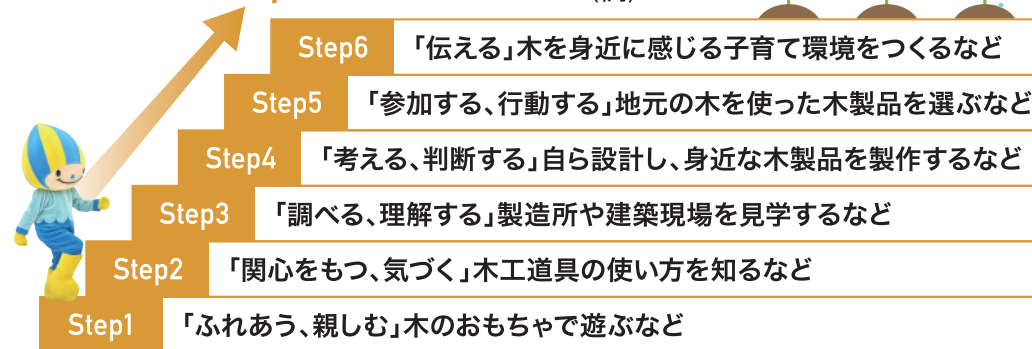 Step6 「伝える」木を身近に感じる子育て環境をつくるなど
Step5 「参加する、行動する」地元の木を使った木製品を選ぶなど
Step4 「考える、判断する」自ら設計し、身近な木製品を製作するなど
Step3 「調べる、理解する」製造所や建築現場を見学するなど
Step2 「関心をもつ、気づく」木工道具の使い方を知るなど
Step1 「ふれあう、親しむ」木のおもちゃで遊ぶなど